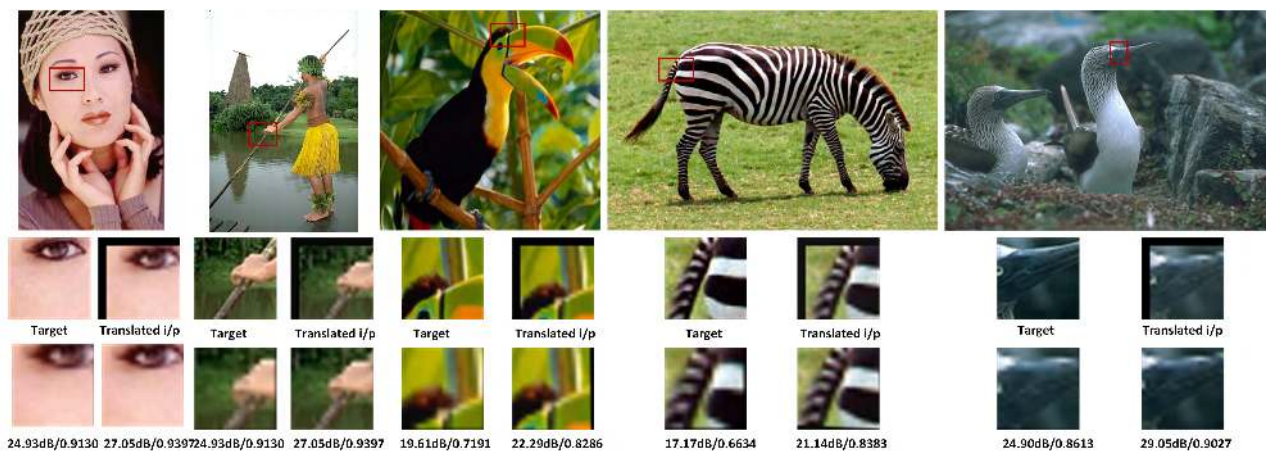 Target Translated i/p Target Translated i/p Target Translated i/p Target Translated i/p Target Translated i/p
24.93dB/0.9130 27.05dB/0.9397 24.93dB/0.9130 27.05dB/0.9397 19.61dB/0.7191 22.29dB/0.8286 17.17dB/0.6634 21.14dB/0.8383 24.90dB/0.8613 29.05dB/0.9027